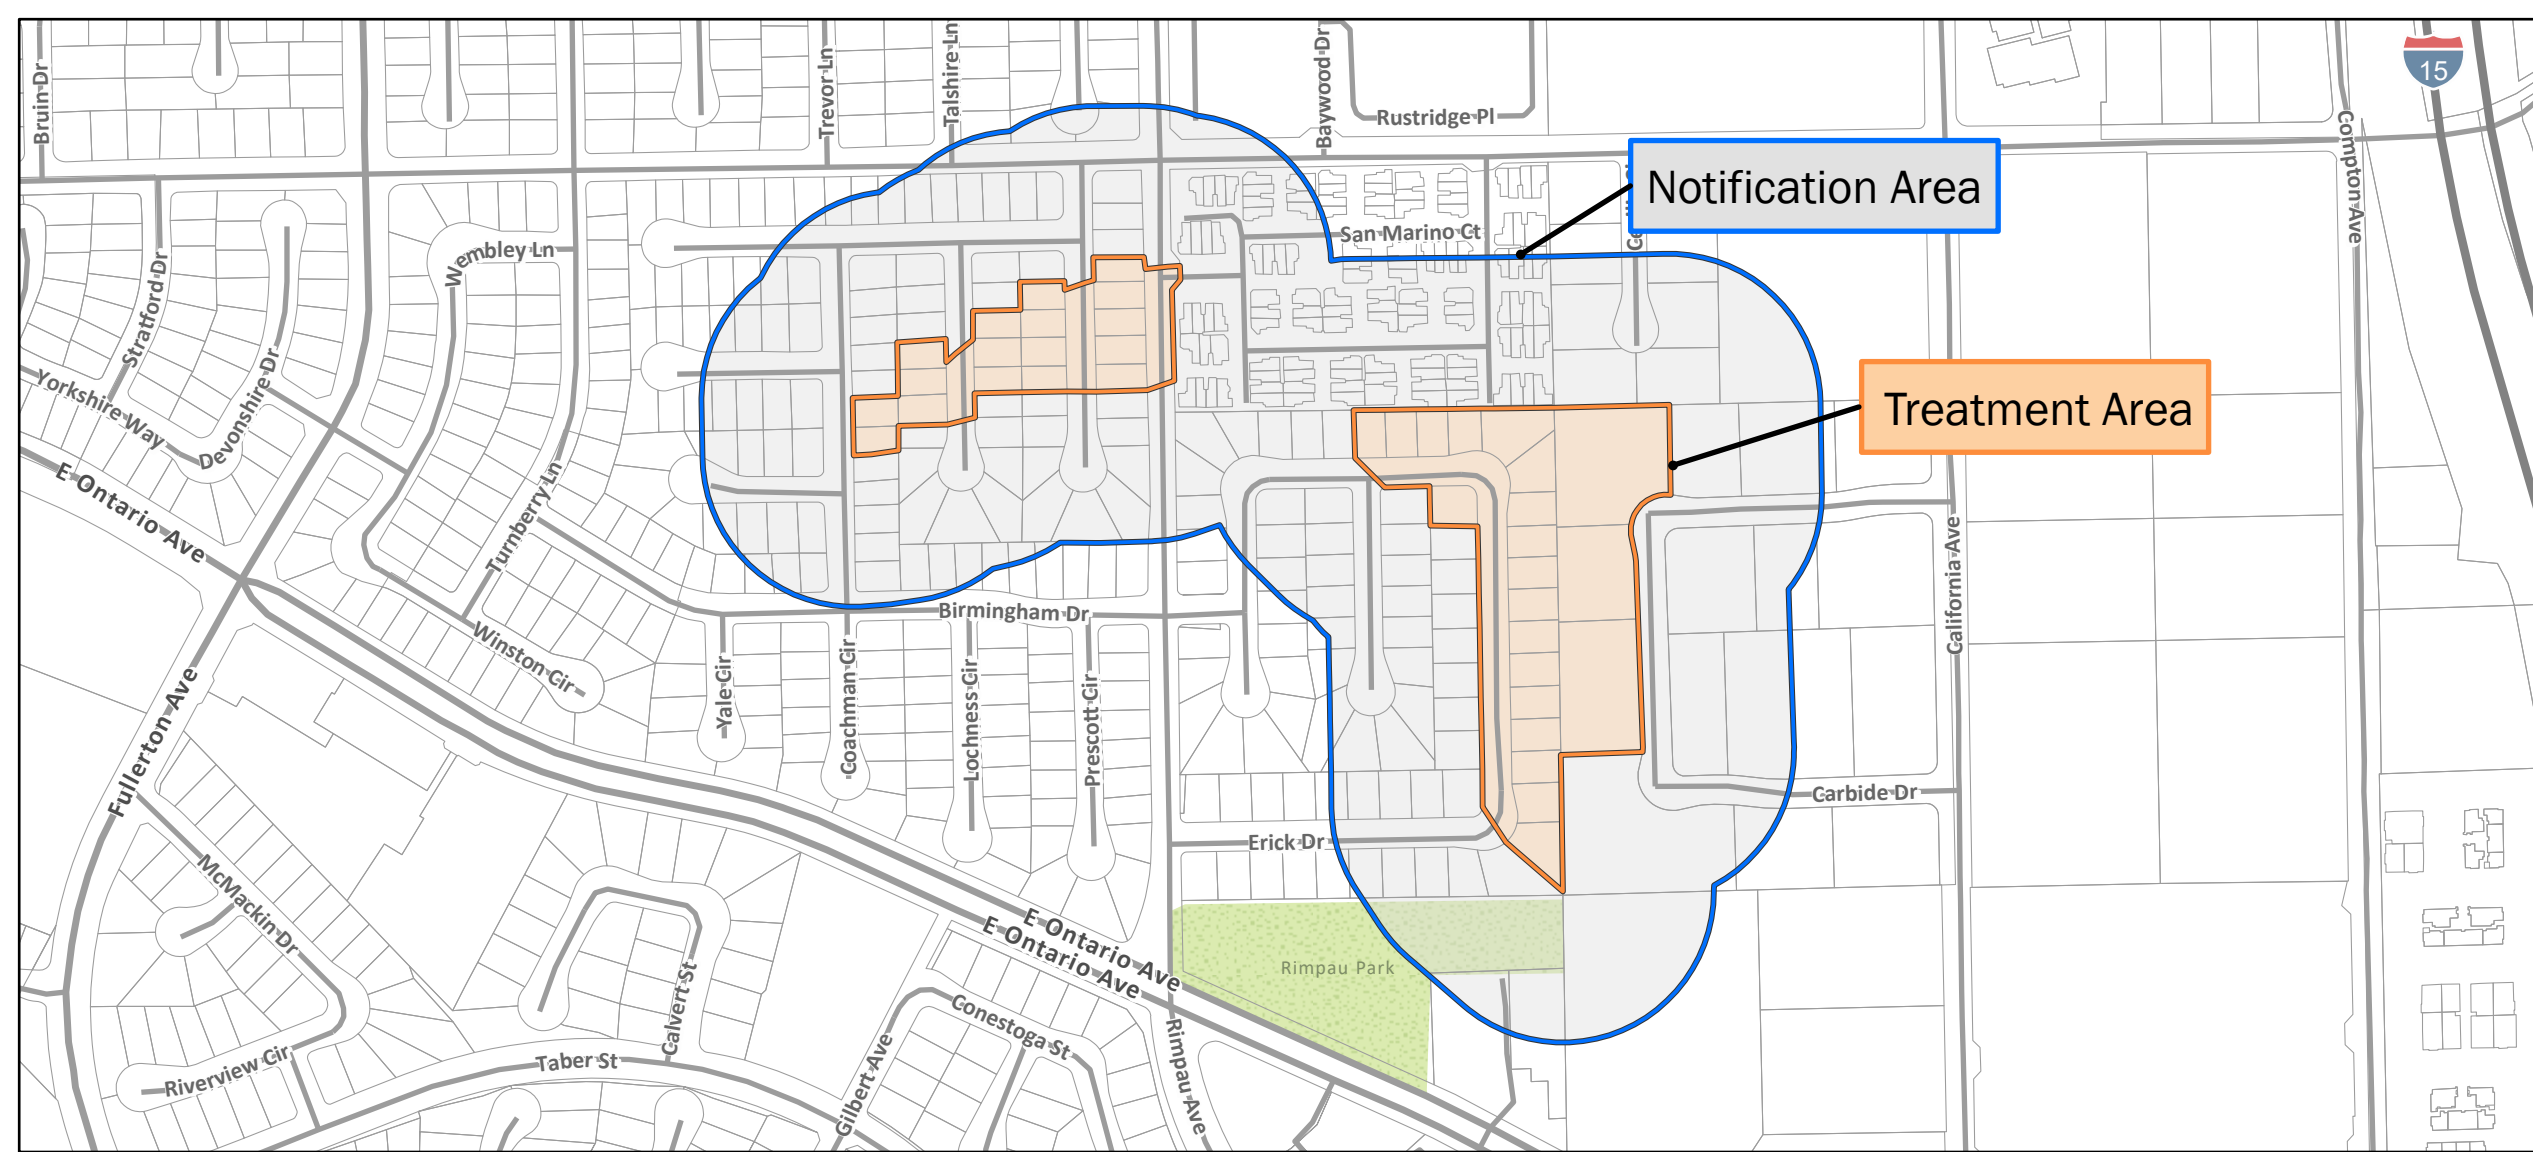 Bruin Dr
Trevor Ln
Talshire Ln
Baywood Dr
Rustridge Pl
15
Compton Ave
Notification Area
San Marino Ct
Wembley Ln
Stratford Dr
Devonshire Dr
Yorkshire Way
Treatment Area
E Ontario Ave
Turnberry Ln
California Ave
Birmingham Dr
Winston Cir
Yale Cir
Coachman Cir
Lochness Cir
Prescott Cir
Fullerton Ave
Carbide Dr
Erick Dr
McMackin Dr
E Ontario Ave
E Ontario Ave
Rimpau Park
Calvert St
Conestoga St
Riverview Cir
Taber St
Gilbert Ave
Rimpau Ave